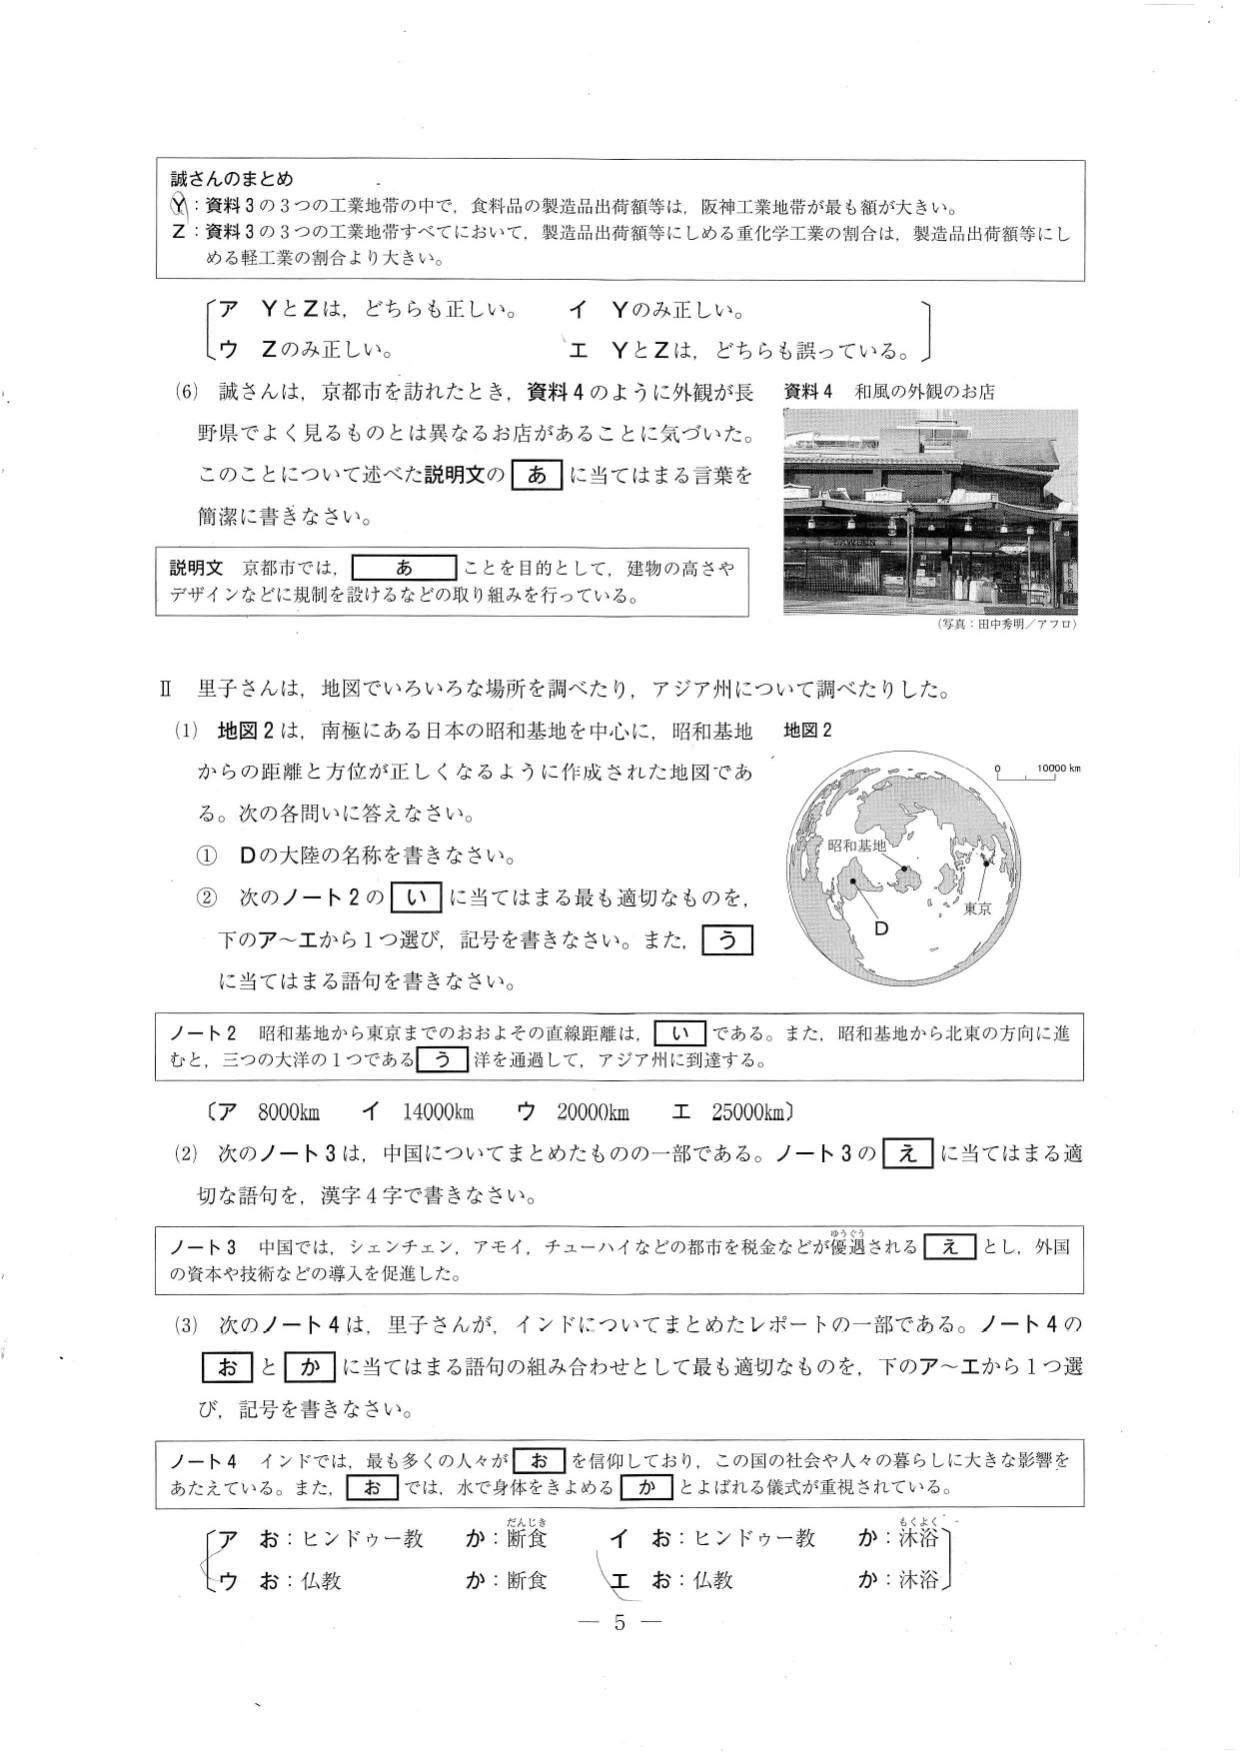 誠さんのまとめ
Y：資料3の3つの工業地帯の中で，食料品の製造品出荷額等は，阪神工業地帯が最も額が大きい。
Z：資料3の3つの工業地帯すべてにおいて，製造品出荷額等にしめる重化学工業の割合は，製造品出荷額等にし
める軽工業の割合より大きい。
ア　YとZは，どちらも正しい。　　イ　Yのみ正しい。
ウ　Zのみ正しい。　　エ　YとZは，どちらも誤っている。
(6)　誠さんは，京都市を訪れたとき，資料4のように外観が長
野県でよく見るものとは異なるお店があることに気づいた。
このことについて述べた説明文の あ に当てはまる言葉を
簡潔に書きなさい。
資料4　和風の外観のお店
LAWSON
（写真：田中秀明／アフロ）
説明文　京都市では， あ ことを目的として，建物の高さや
デザインなどに規制を設けるなどの取り組みを行っている。
Ⅱ　里子さんは，地図でいろいろな場所を調べたり，アジア州について調べたりした。
(1)　地図2は，南極にある日本の昭和基地を中心に，昭和基地
からの距離と方位が正しくなるように作成された地図であ
る。次の各問いに答えなさい。
①　Dの大陸の名称を書きなさい。
②　次のノート2の い に当てはまる最も適切なものを，
下のア～エから1つ選び，記号を書きなさい。また， う
に当てはまる語句を書きなさい。
地図2
0　10000 km
昭和基地
東京
D
ノート2　昭和基地から東京までのおおよその直線距離は， い である。また，昭和基地から北東の方向に進
むと，三つの大洋の1つである う 洋を通過して，アジア州に到達する。
〔ア　8000km　　イ　14000km　　ウ　20000km　　エ　25000km〕
(2)　次のノート3は，中国についてまとめたものの一部である。ノート3の え に当てはまる適
切な語句を，漢字4字で書きなさい。
ゆうぐう
ノート3　中国では，シェンチェン，アモイ，チューハイなどの都市を税金などが優遇される え とし，外国
の資本や技術などの導入を促進した。
(3)　次のノート4は，里子さんが，インドについてまとめたレポートの一部である。ノート4の
お と か に当てはまる語句の組み合わせとして最も適切なものを，下のア～エから1つ選
び，記号を書きなさい。
ノート4　インドでは，最も多くの人々が お を信仰しており，この国の社会や人々の暮らしに大きな影響を
あたえている。また， お では，水で身体をきよめる か とよばれる儀式が重視されている。
だんじき　　もくよく
ア　お：ヒンドゥー教　　か：断食　　イ　お：ヒンドゥー教　　か：沐浴
ウ　お：仏教　　か：断食　　エ　お：仏教　　か：沐浴
— 5 —